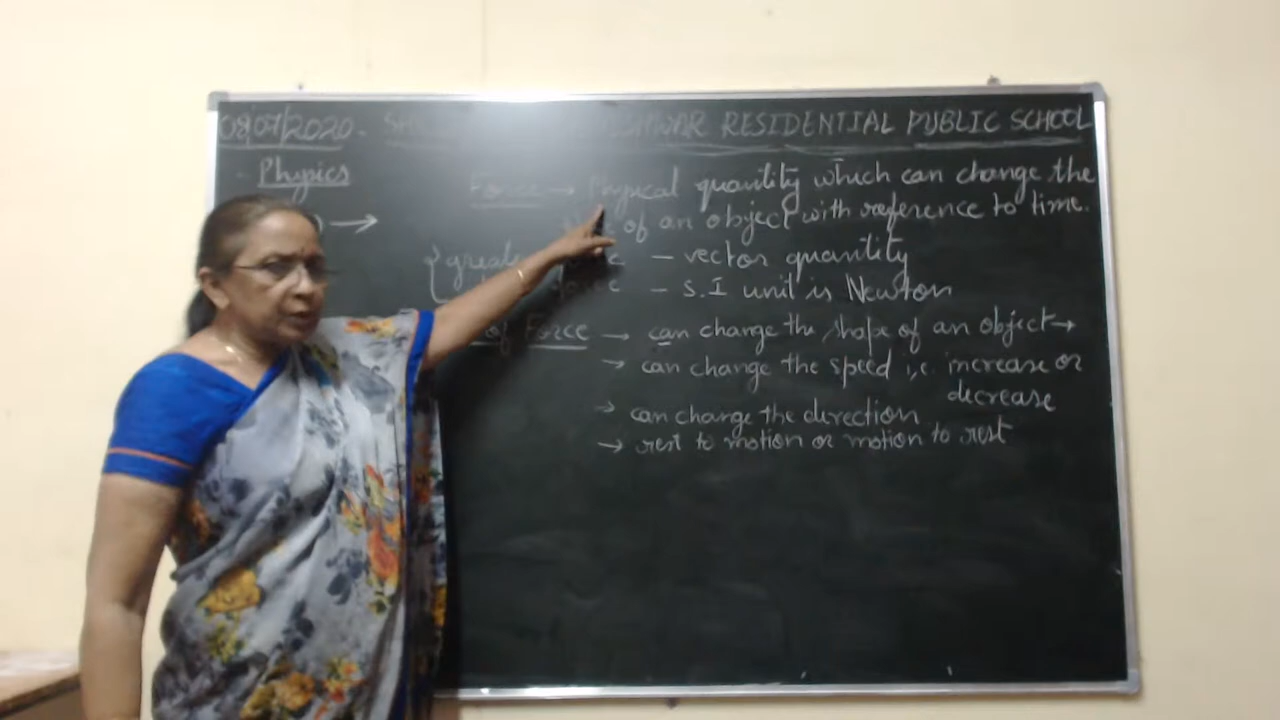 08/07/2020. RESIDENTIAL PUBLIC SCHOOL
Physics
Force → Physical quantity which can change the
of an object with reference to time.
- vector quantity
- S.I unit is Newton
of Force → can change the shape of an object →
→ can change the speed i.e. increase or
decrease
→ can change the direction
→ rest to motion or motion to rest